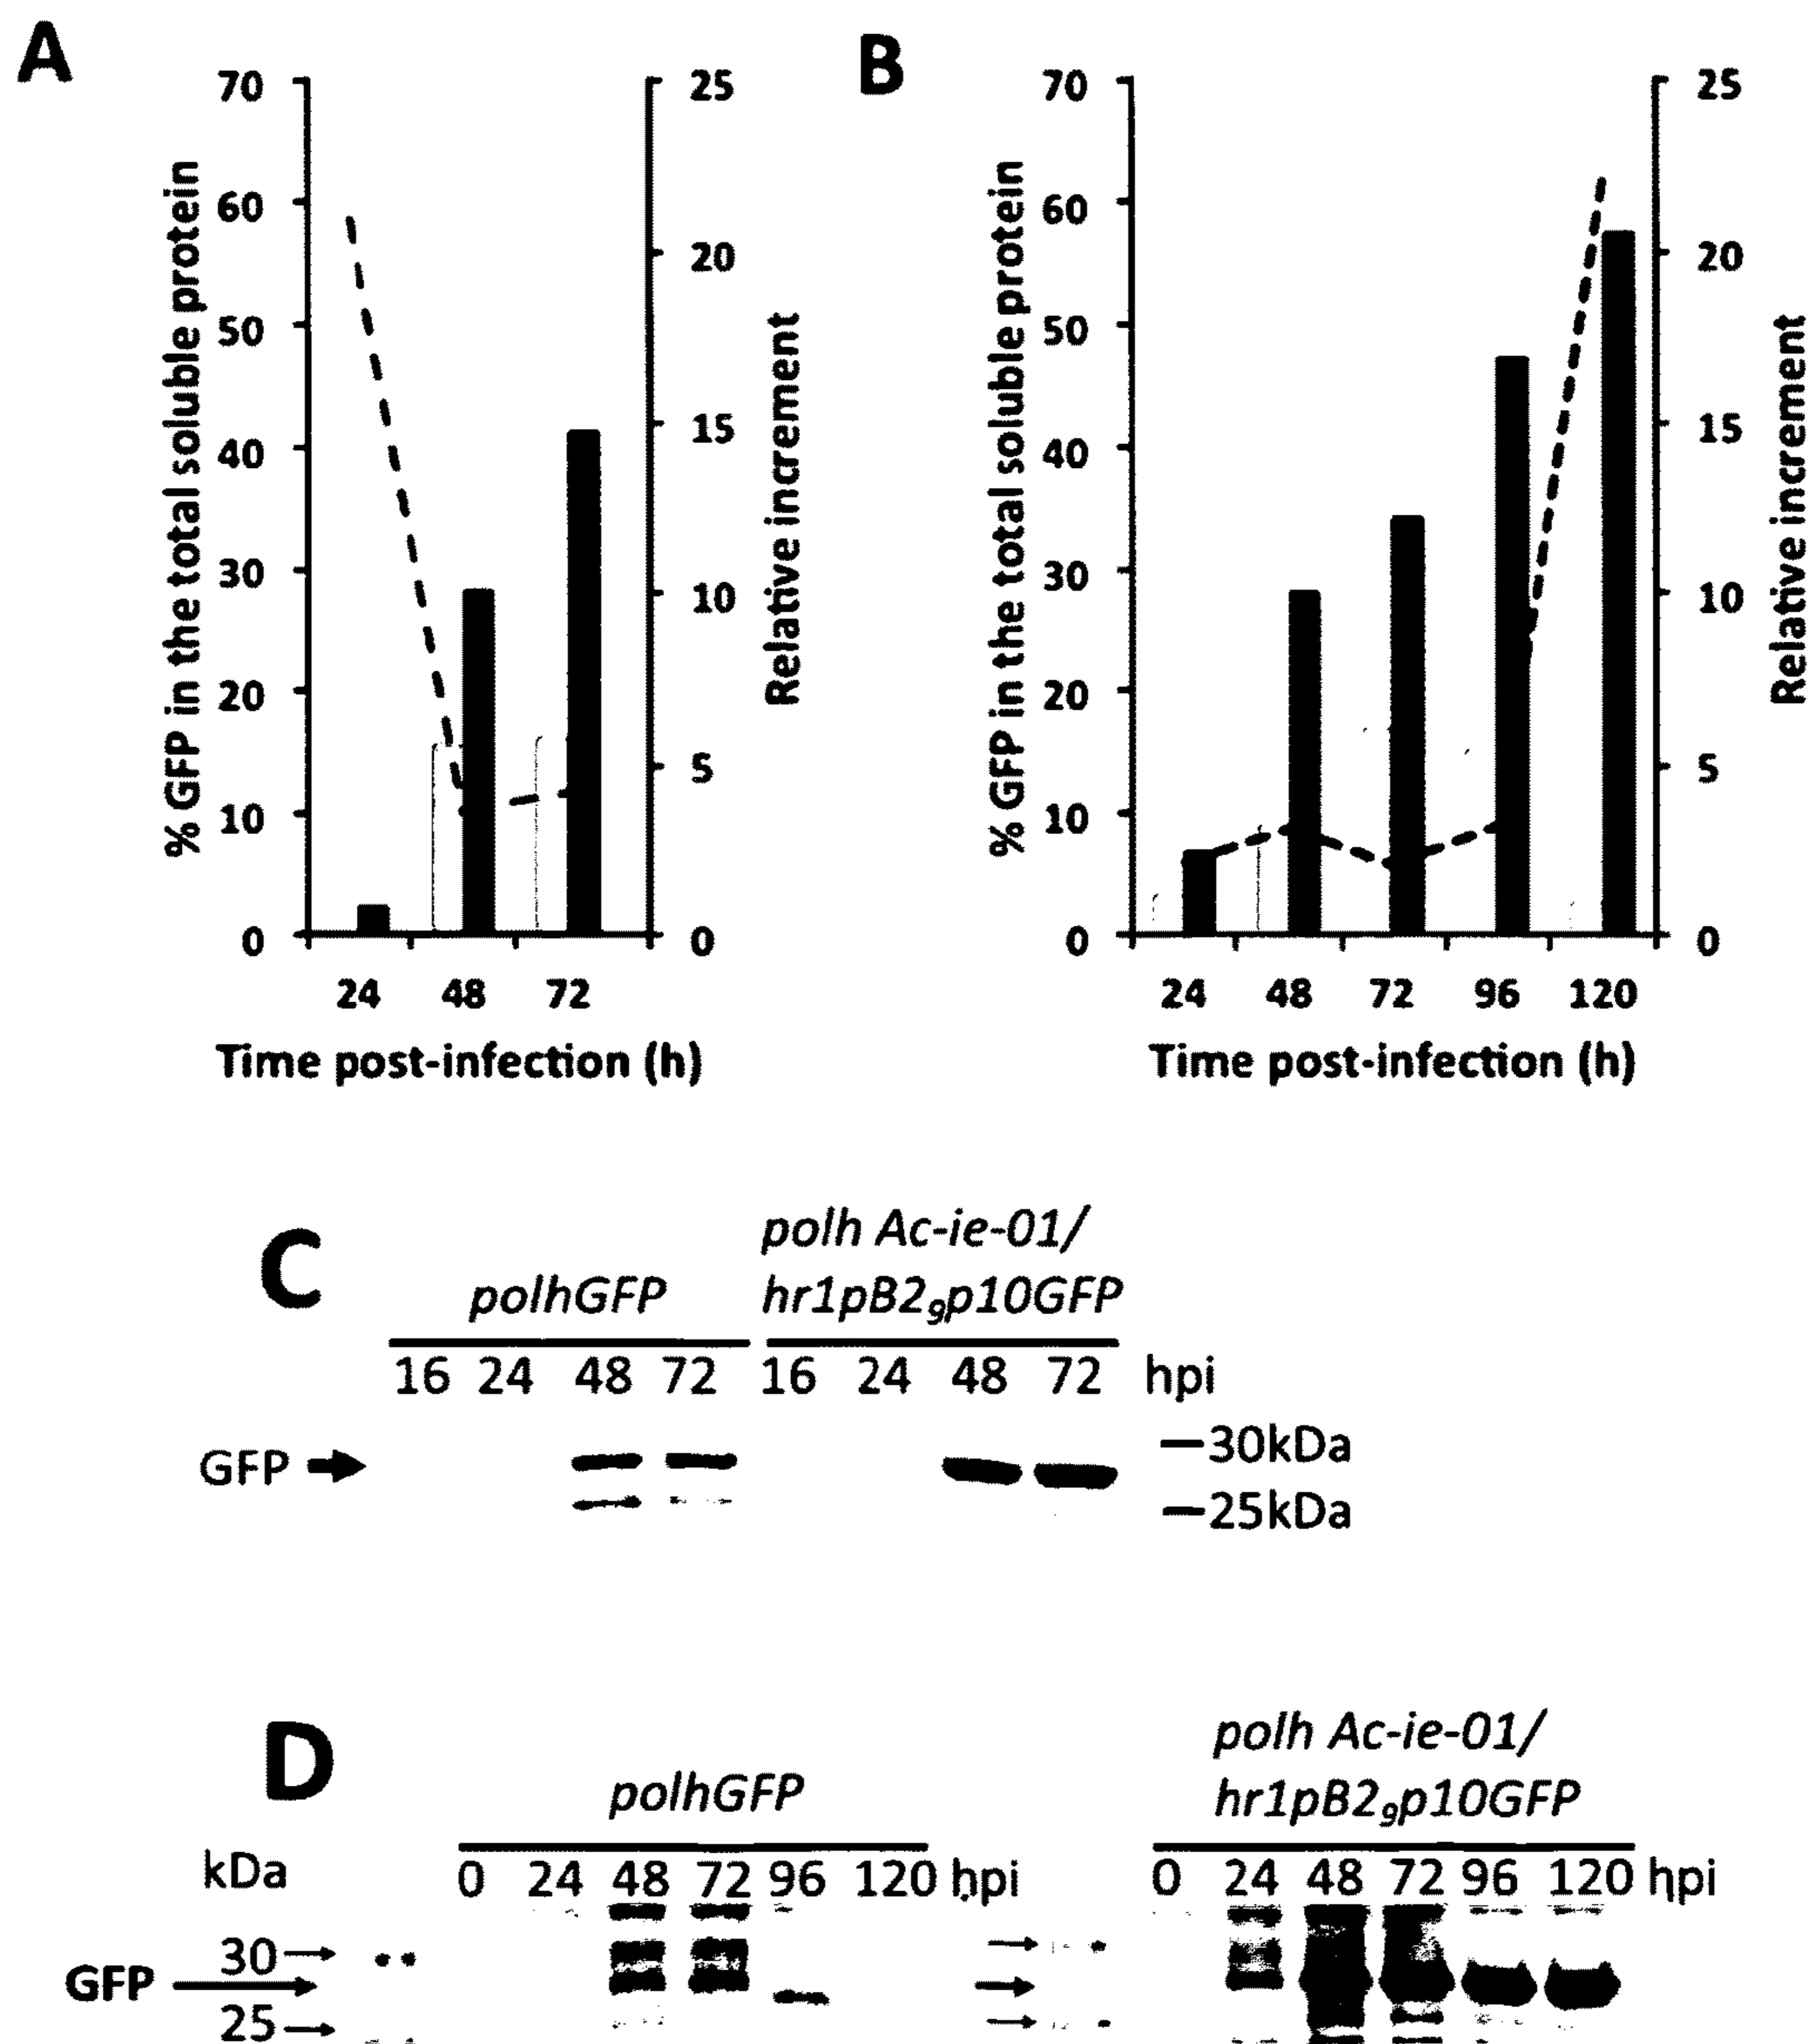 A
B
% GFP in the total soluble protein
70
60
50
40
30
20
10
0
25
20
15
10
5
0
Relative increment
24 48 72
Time post-infection (h)
% GFP in the total soluble protein
70
60
50
40
30
20
10
0
25
20
15
10
5
0
Relative increment
24 48 72 96 120
Time post-infection (h)
C
polhGFP
polh Ac-ie-01/
hr1pB2₉p10GFP
16 24 48 72 16 24 48 72 hpi
GFP
30kDa
25kDa
D
polhGFP
polh Ac-ie-01/
hr1pB2₉p10GFP
kDa 0 24 48 72 96 120 hpi 0 24 48 72 96 120 hpi
30
GFP
25